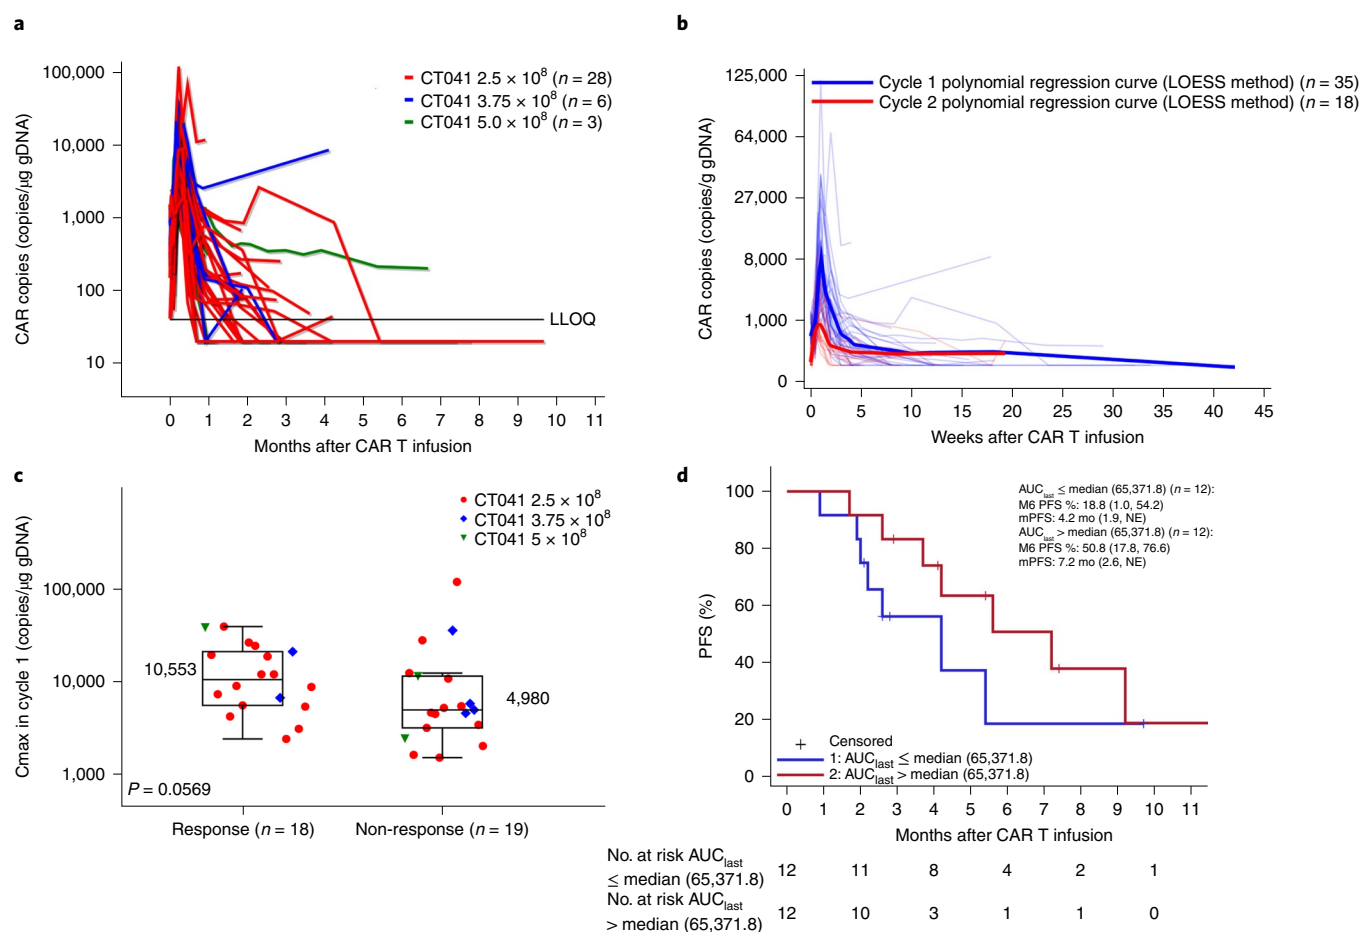 a
100,000
10,000
1,000
100
10
CAR copies (copies/μg gDNA)
CT041 2.5 × 10⁸ (n = 28)
CT041 3.75 × 10⁸ (n = 6)
CT041 5.0 × 10⁸ (n = 3)
LLOQ
0 1 2 3 4 5 6 7 8 9 10 11
Months after CAR T infusion
b
125,000
64,000
27,000
8,000
1,000
0
CAR copies (copies/g gDNA)
Cycle 1 polynomial regression curve (LOESS method) (n = 35)
Cycle 2 polynomial regression curve (LOESS method) (n = 18)
0 5 10 15 20 25 30 35 40 45
Weeks after CAR T infusion
c
100,000
10,000
1,000
Cmax in cycle 1 (copies/μg gDNA)
CT041 2.5 × 10⁸
CT041 3.75 × 10⁸
CT041 5 × 10⁸
10,553
4,980
P = 0.0569
Response (n = 18)
Non-response (n = 19)
d
100
80
60
40
20
0
PFS (%)
AUClast ≤ median (65,371.8) (n = 12):
M6 PFS %: 18.8 (1.0, 54.2)
mPFS: 4.2 mo (1.9, NE)
AUClast > median (65,371.8) (n = 12):
M6 PFS %: 50.8 (17.8, 76.6)
mPFS: 7.2 mo (2.6, NE)
Censored
1: AUClast ≤ median (65,371.8)
2: AUClast > median (65,371.8)
0 1 2 3 4 5 6 7 8 9 10 11
Months after CAR T infusion
No. at risk AUClast
≤ median (65,371.8) 12 11 8 4 2 1
No. at risk AUClast
> median (65,371.8) 12 10 3 1 1 0